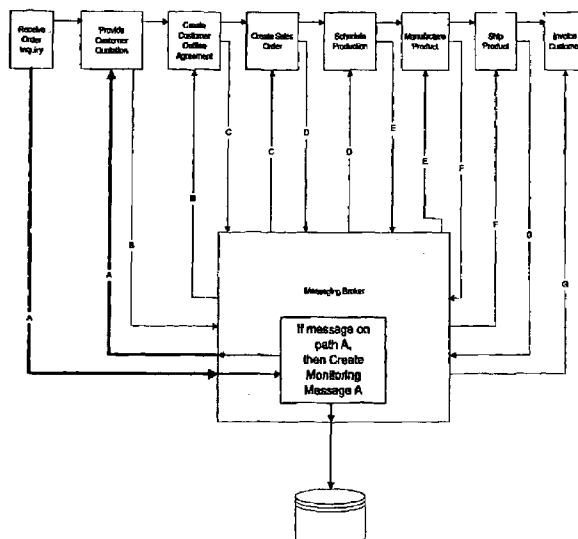 Receive
Order
Inquiry
Provide
Customer
Quotation
Create
Customer
Outline
Agreement
Create Sales
Order
Schedule
Production
Manufacture
Product
Ship
Product
Invoice
Customer
C
C
D
D
E
E
F
F
G
G
B
B
A
A
Messaging Broker
If message on
path A,
then Create
Monitoring
Message A